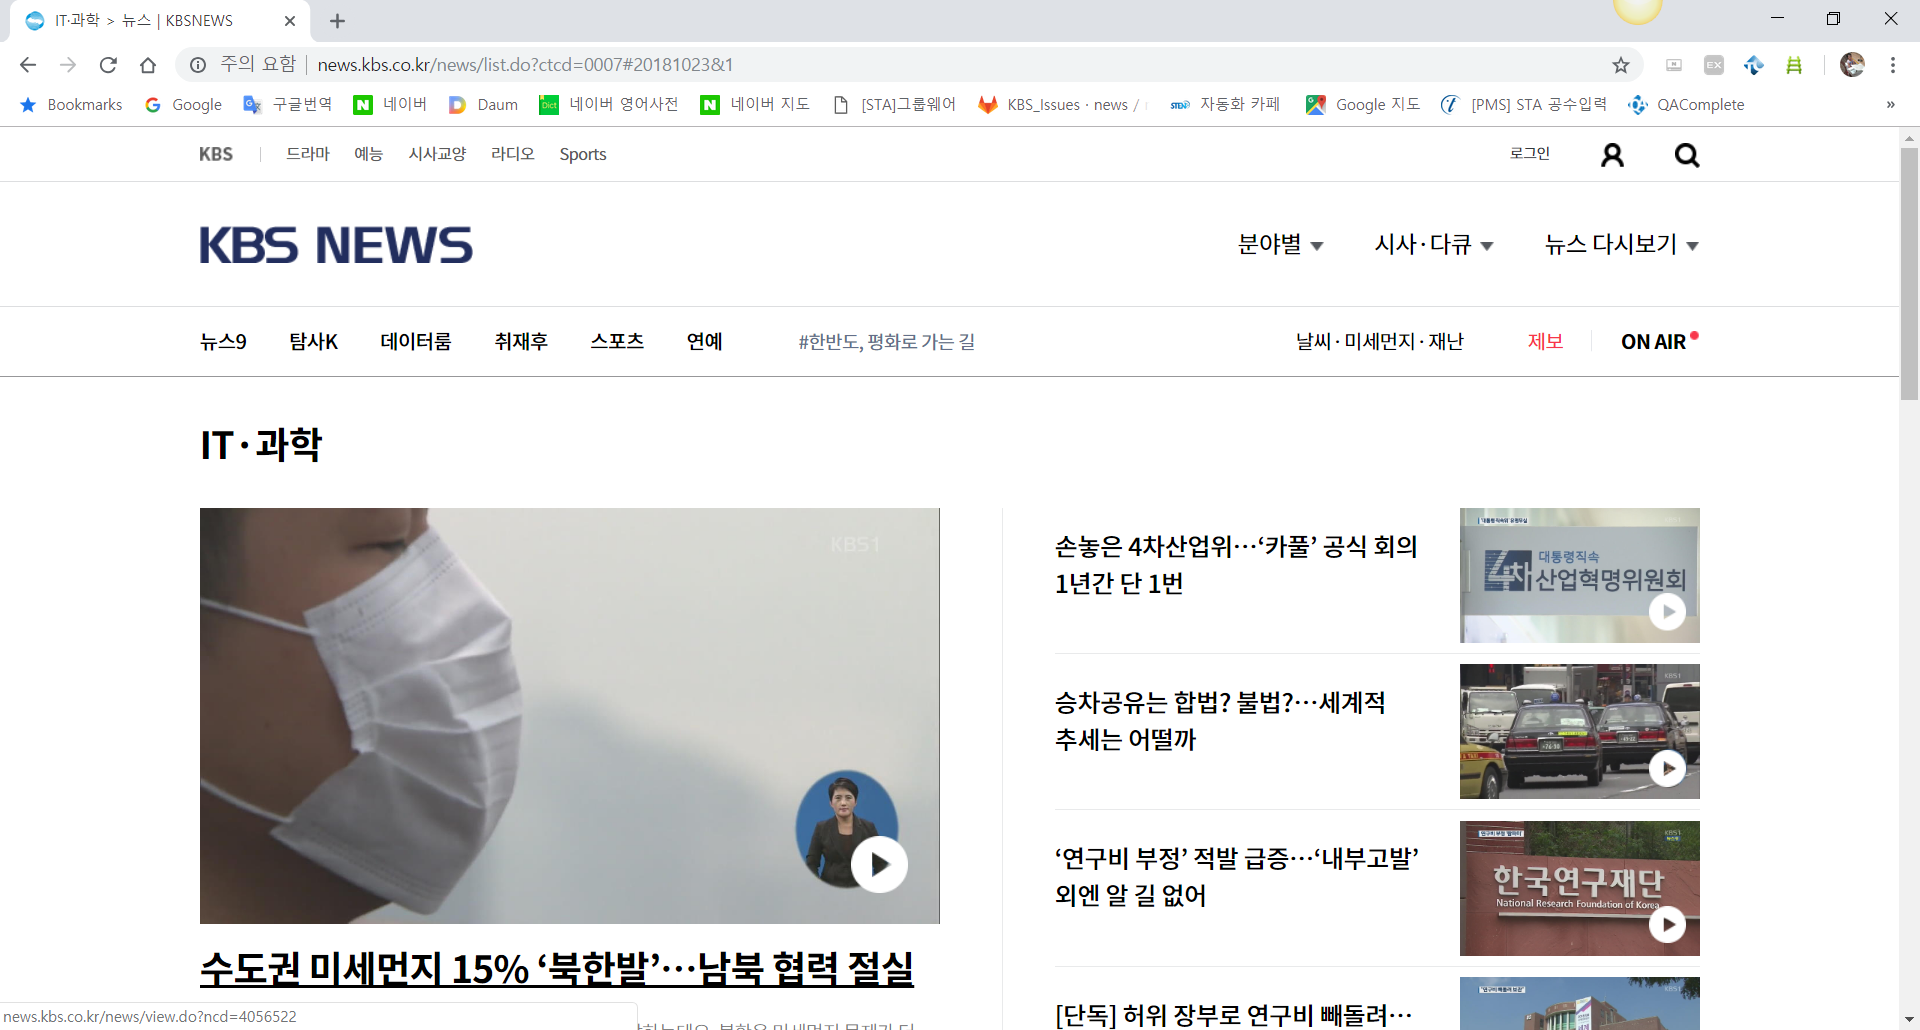 IT·과학 > 뉴스 | KBSNEWS
주의 요함 | news.kbs.co.kr/news/list.do?ctcd=0007#20181023&1
Bookmarks Google 구글번역 네이버 Daum 네이버 영어사전 네이버 지도 [STA]그룹웨어 KBS_Issues · news / 자동화 카페 Google 지도 [PMS] STA 공수입력 QAComplete »
KBS 드라마 예능 시사교양 라디오 Sports 로그인
KBS NEWS 분야별 시사·다큐 뉴스 다시보기
뉴스9 탐사K 데이터룸 취재후 스포츠 연예 #한반도, 평화로 가는 길 날씨·미세먼지·재난 제보 ON AIR
IT·과학
KBS1
수도권 미세먼지 15% ‘북한발’…남북 협력 절실
손놓은 4차산업위…‘카풀’ 공식 회의
1년간 단 1번
대통령직속
4차산업혁명위원회
승차공유는 합법? 불법?…세계적
추세는 어떨까
KBS1
‘연구비 부정’ 적발 급증…‘내부고발’
외엔 알 길 없어
KBS1
한국연구재단
National Research Foundation of Korea
[단독] 허위 장부로 연구비 빼돌려…
news.kbs.co.kr/news/view.do?ncd=4056522